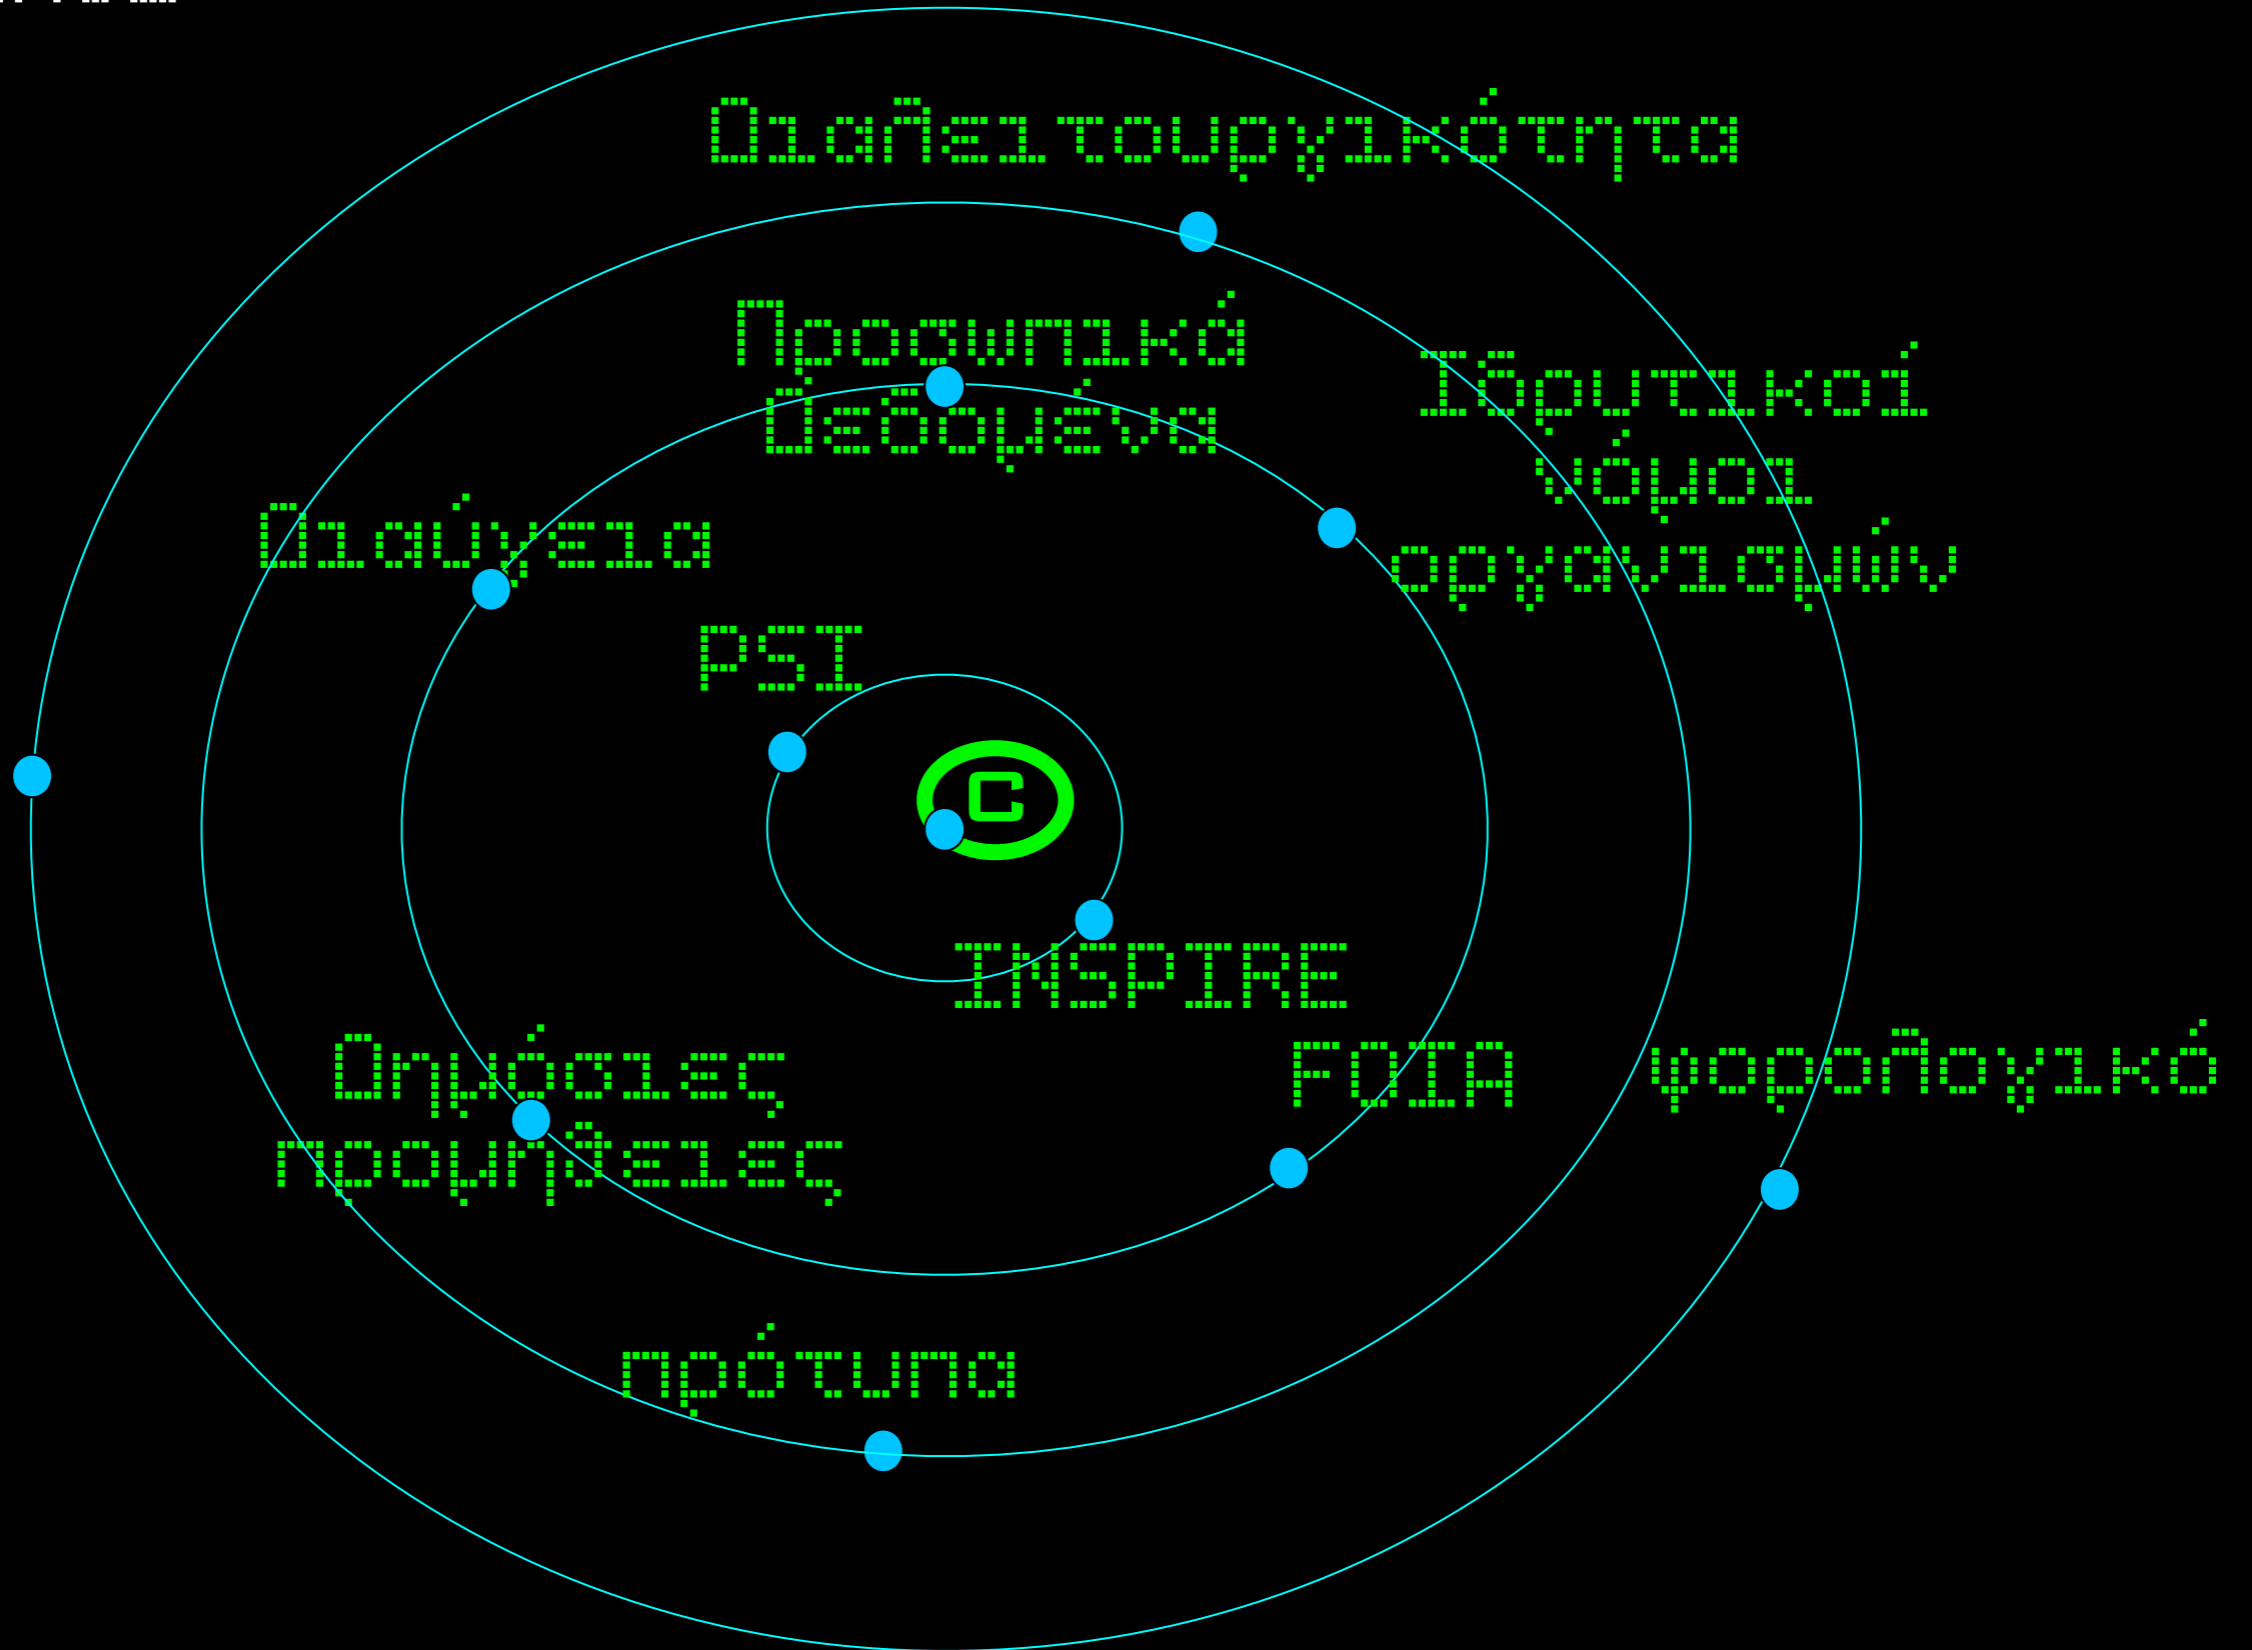 Διαλειτουργικότητα
Προσωπικά
Δεδομένα
Ιδρυτικοί
νόμοι
οργανισμών
Διαύγεια
PSI
C
INSPIRE
Δημόσιες
προμήθειες
FOIA
φορολογικό
πρότυπα